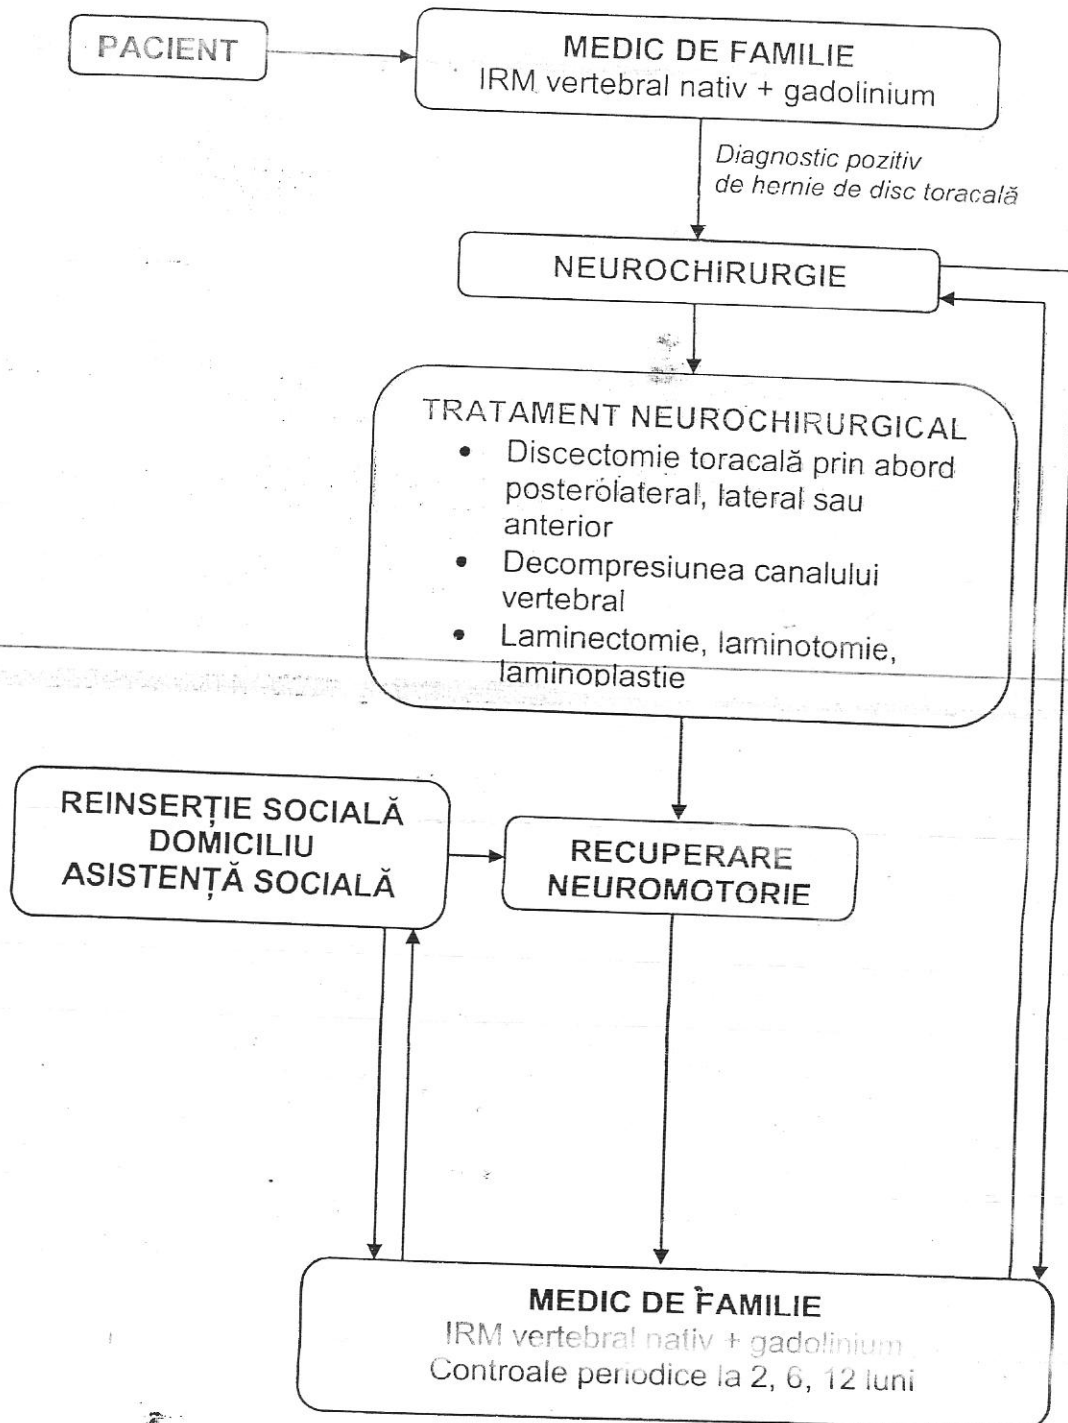 PACIENT
MEDIC DE FAMILIE
IRM vertebral nativ + gadolinium
Diagnostic pozitiv
de hernie de disc toracală
NEUROCHIRURGIE
TRATAMENT NEUROCHIRURGICAL
• Discectomie toracală prin abord
posterolateral, lateral sau
anterior
• Decompresiunea canalului
vertebral
• Laminectomie, laminotomie,
laminoplastie
REINSERȚIE SOCIALĂ
DOMICILIU
ASISTENȚĂ SOCIALĂ
RECUPERARE
NEUROMOTORIE
MEDIC DE FAMILIE
IRM vertebral nativ + gadolinium
Controale periodice la 2, 6, 12 luni